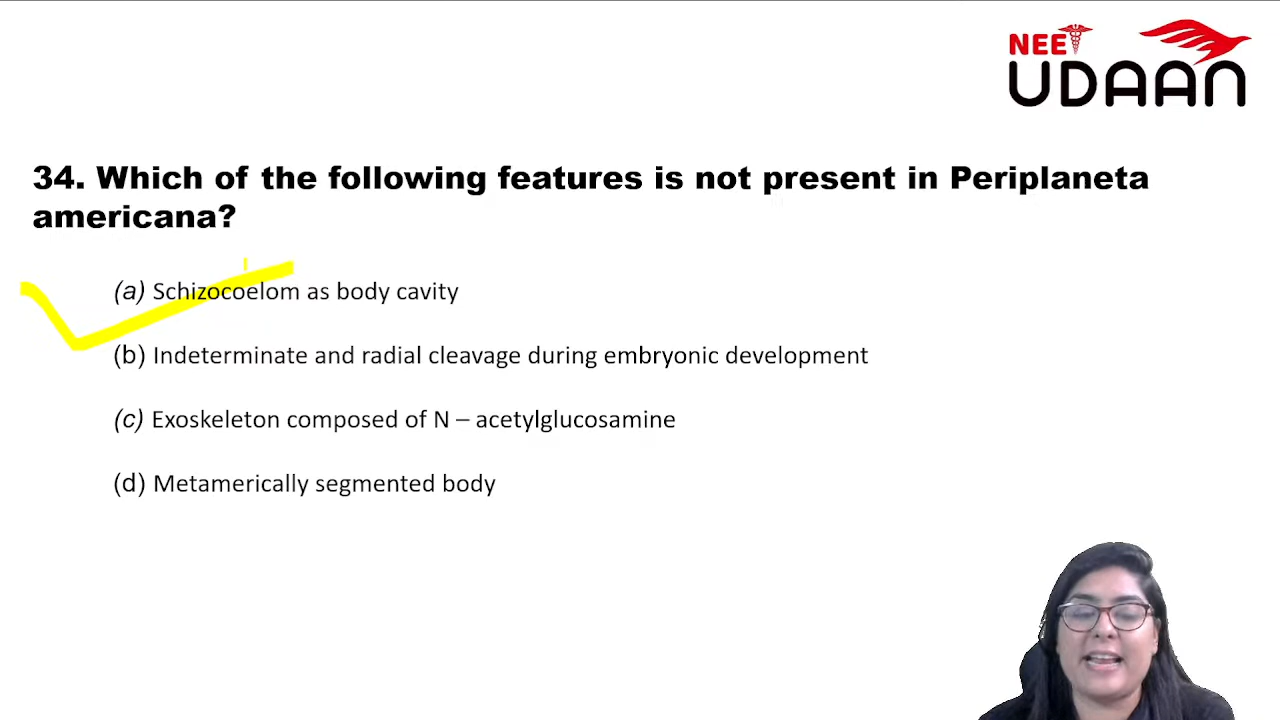 NEET
UDAAN
34. Which of the following features is not present in Periplaneta
americana?
(a) Schizocoelom as body cavity
(b) Indeterminate and radial cleavage during embryonic development
(c) Exoskeleton composed of N – acetylglucosamine
(d) Metamerically segmented body